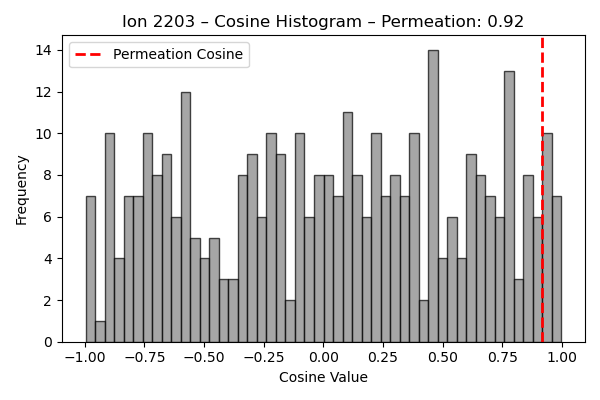 Ion 2203 – Cosine Histogram – Permeation: 0.92
Permeation Cosine
14
12
10
8
6
4
2
0
Frequency
−1.00 −0.75 −0.50 −0.25 0.00 0.25 0.50 0.75 1.00
Cosine Value